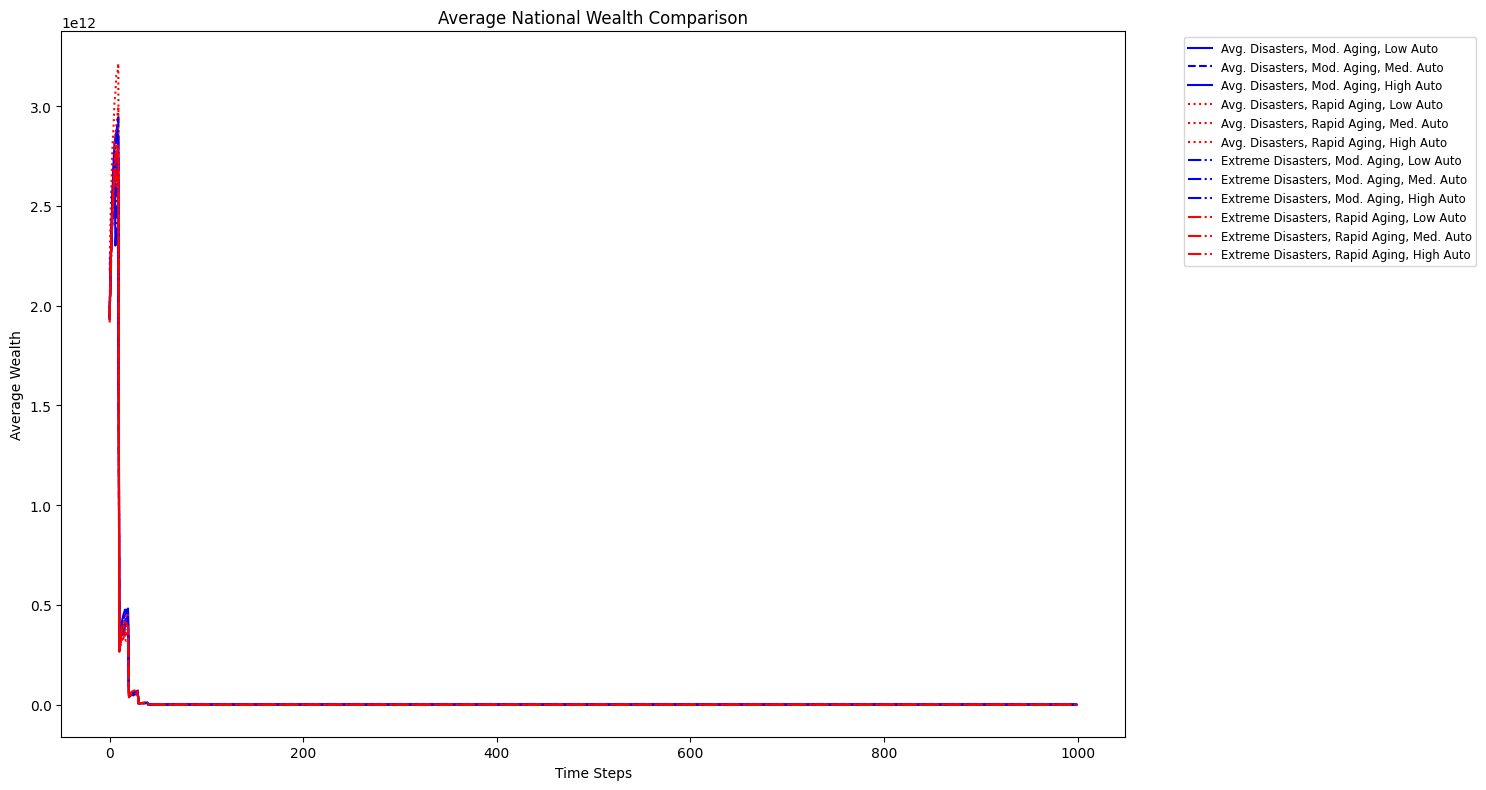 Average National Wealth Comparison
1e12
3.0
2.5
2.0
1.5
1.0
0.5
0.0
Average Wealth
0 200 400 600 800 1000
Time Steps
Avg. Disasters, Mod. Aging, Low Auto
Avg. Disasters, Mod. Aging, Med. Auto
Avg. Disasters, Mod. Aging, High Auto
Avg. Disasters, Rapid Aging, Low Auto
Avg. Disasters, Rapid Aging, Med. Auto
Avg. Disasters, Rapid Aging, High Auto
Extreme Disasters, Mod. Aging, Low Auto
Extreme Disasters, Mod. Aging, Med. Auto
Extreme Disasters, Mod. Aging, High Auto
Extreme Disasters, Rapid Aging, Low Auto
Extreme Disasters, Rapid Aging, Med. Auto
Extreme Disasters, Rapid Aging, High Auto